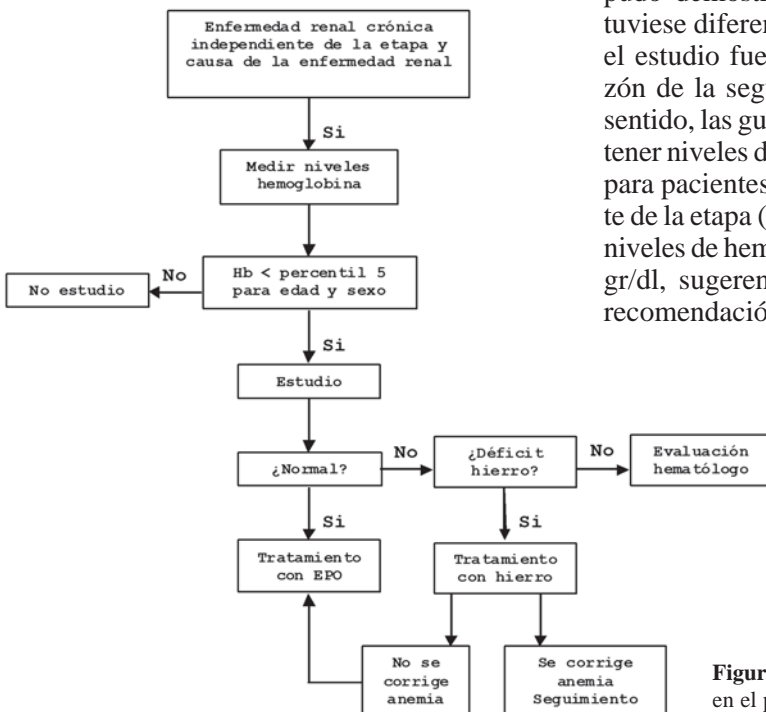 Enfermedad renal crónica
independiente de la etapa y
causa de la enfermedad renal
Si
Medir niveles
hemoglobina
Hb < percentil 5
para edad y sexo
No
No estudio
Si
Estudio
¿Normal?
No
¿Déficit
hierro?
No
Evaluación
hematólogo
Si
Si
Tratamiento
con EPO
Tratamiento
con hierro
No se
corrige
anemia
Se corrige
anemia
Seguimiento
tuviese diferen
el estudio fue
zón de la seg
sentido, las gu
tener niveles d
para pacientes
te de la etapa (
niveles de hem
gr/dl, sugeren
recomendació
Figur
en el p